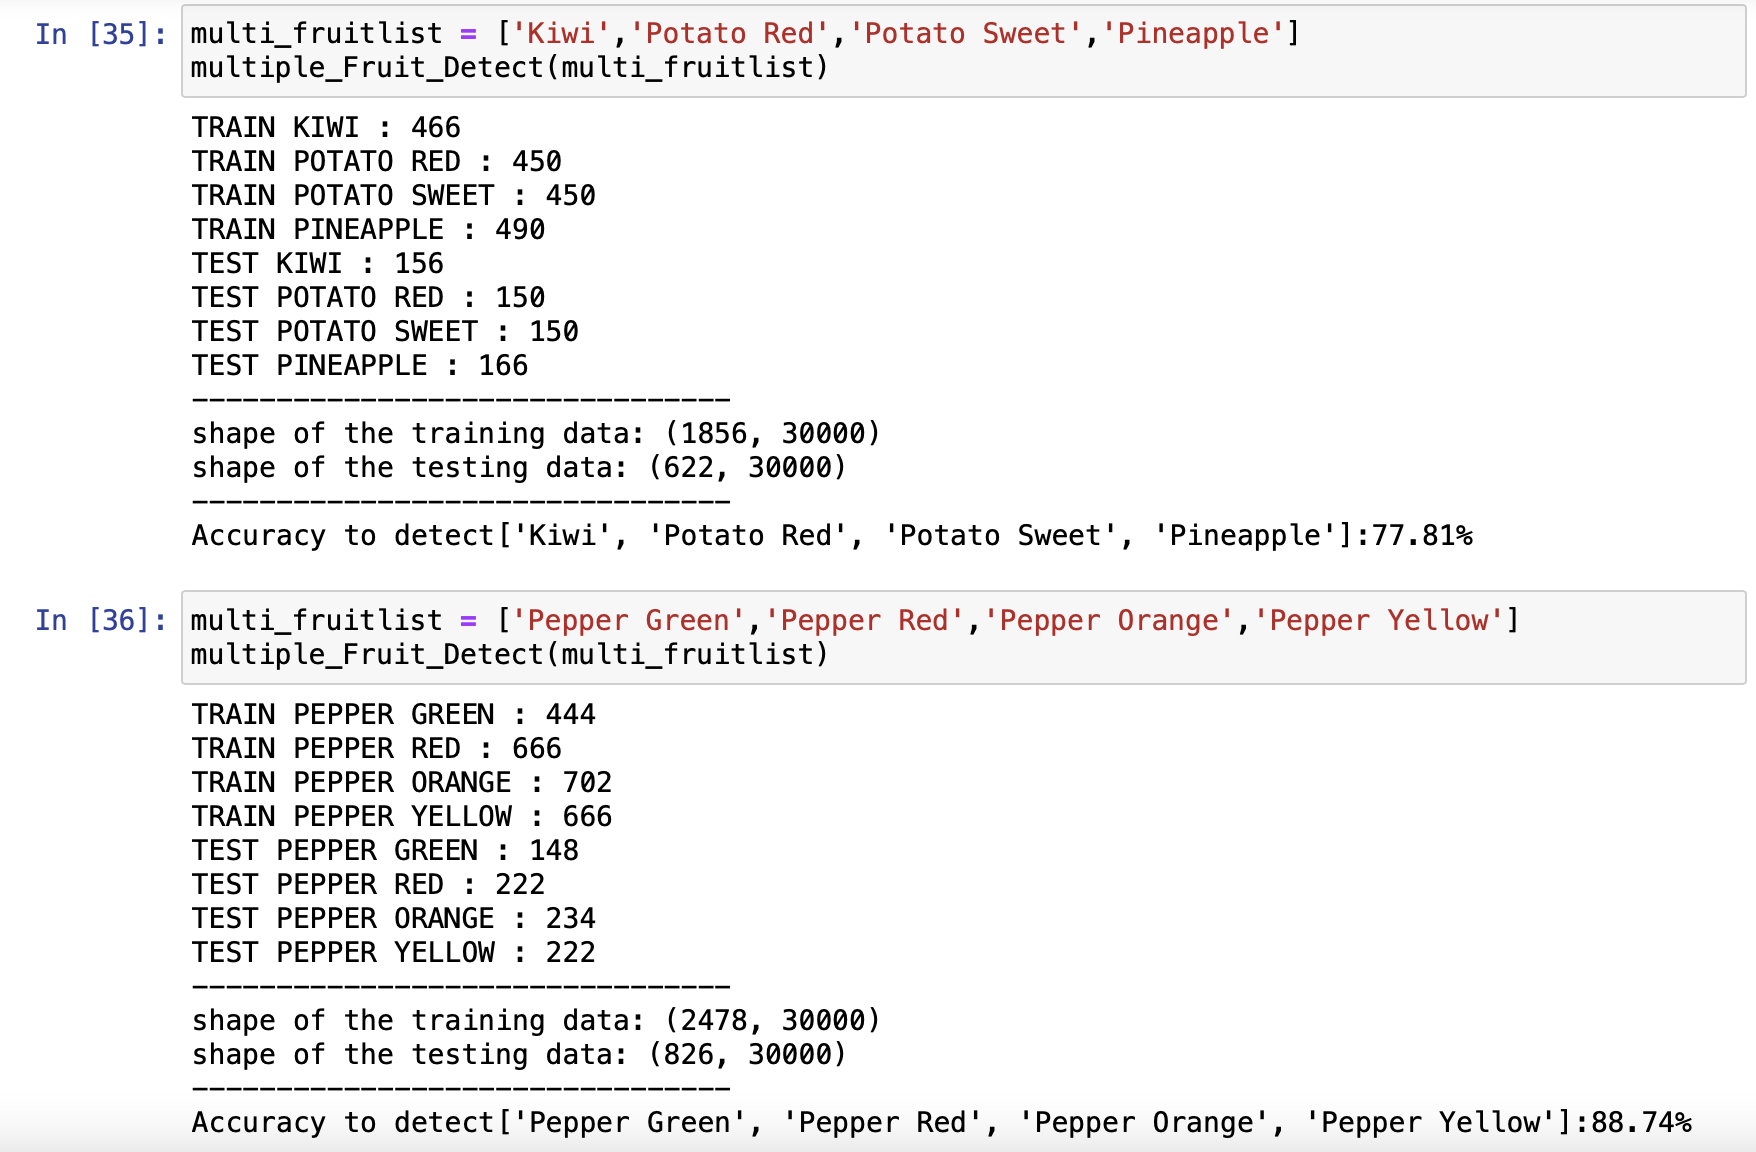 In [35]: multi_fruitlist = ['Kiwi','Potato Red','Potato Sweet','Pineapple']
multiple_Fruit_Detect(multi_fruitlist)
TRAIN KIWI : 466
TRAIN POTATO RED : 450
TRAIN POTATO SWEET : 450
TRAIN PINEAPPLE : 490
TEST KIWI : 156
TEST POTATO RED : 150
TEST POTATO SWEET : 150
TEST PINEAPPLE : 166
--------------------------------
shape of the training data: (1856, 30000)
shape of the testing data: (622, 30000)
--------------------------------
Accuracy to detect['Kiwi', 'Potato Red', 'Potato Sweet', 'Pineapple']:77.81%
In [36]: multi_fruitlist = ['Pepper Green','Pepper Red','Pepper Orange','Pepper Yellow']
multiple_Fruit_Detect(multi_fruitlist)
TRAIN PEPPER GREEN : 444
TRAIN PEPPER RED : 666
TRAIN PEPPER ORANGE : 702
TRAIN PEPPER YELLOW : 666
TEST PEPPER GREEN : 148
TEST PEPPER RED : 222
TEST PEPPER ORANGE : 234
TEST PEPPER YELLOW : 222
--------------------------------
shape of the training data: (2478, 30000)
shape of the testing data: (826, 30000)
--------------------------------
Accuracy to detect['Pepper Green', 'Pepper Red', 'Pepper Orange', 'Pepper Yellow']:88.74%